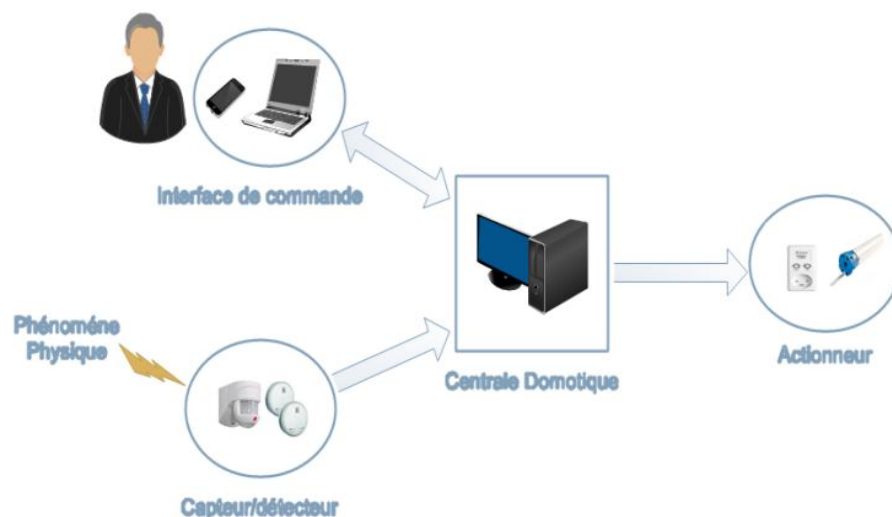 Interface de commande
Phénoméne
Physique
Centrale Domotique
Actionneur
Capteur/détecteur